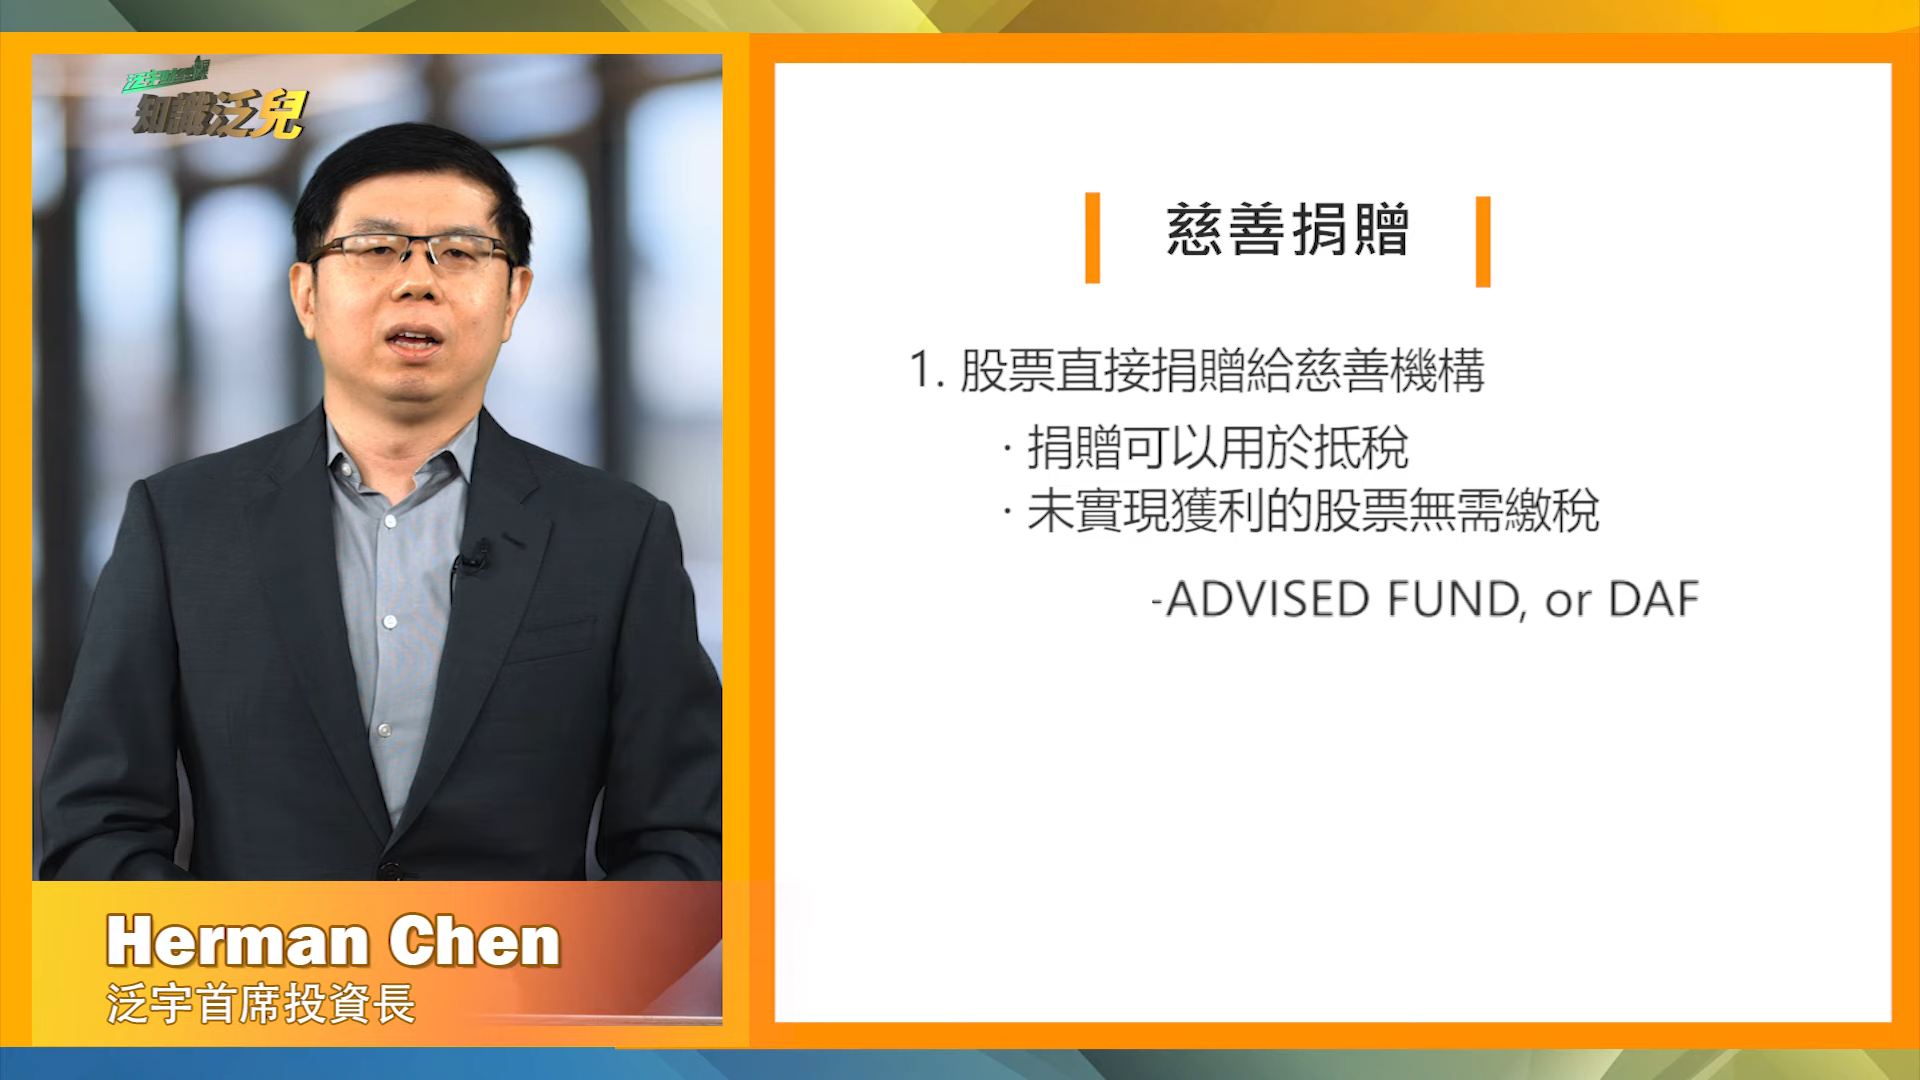 知識泛兒
Herman Chen
泛宇首席投資長
慈善捐贈
1. 股票直接捐贈給慈善機構
· 捐贈可以用於抵稅
· 未實現獲利的股票無需繳稅
-ADVISED FUND, or DAF